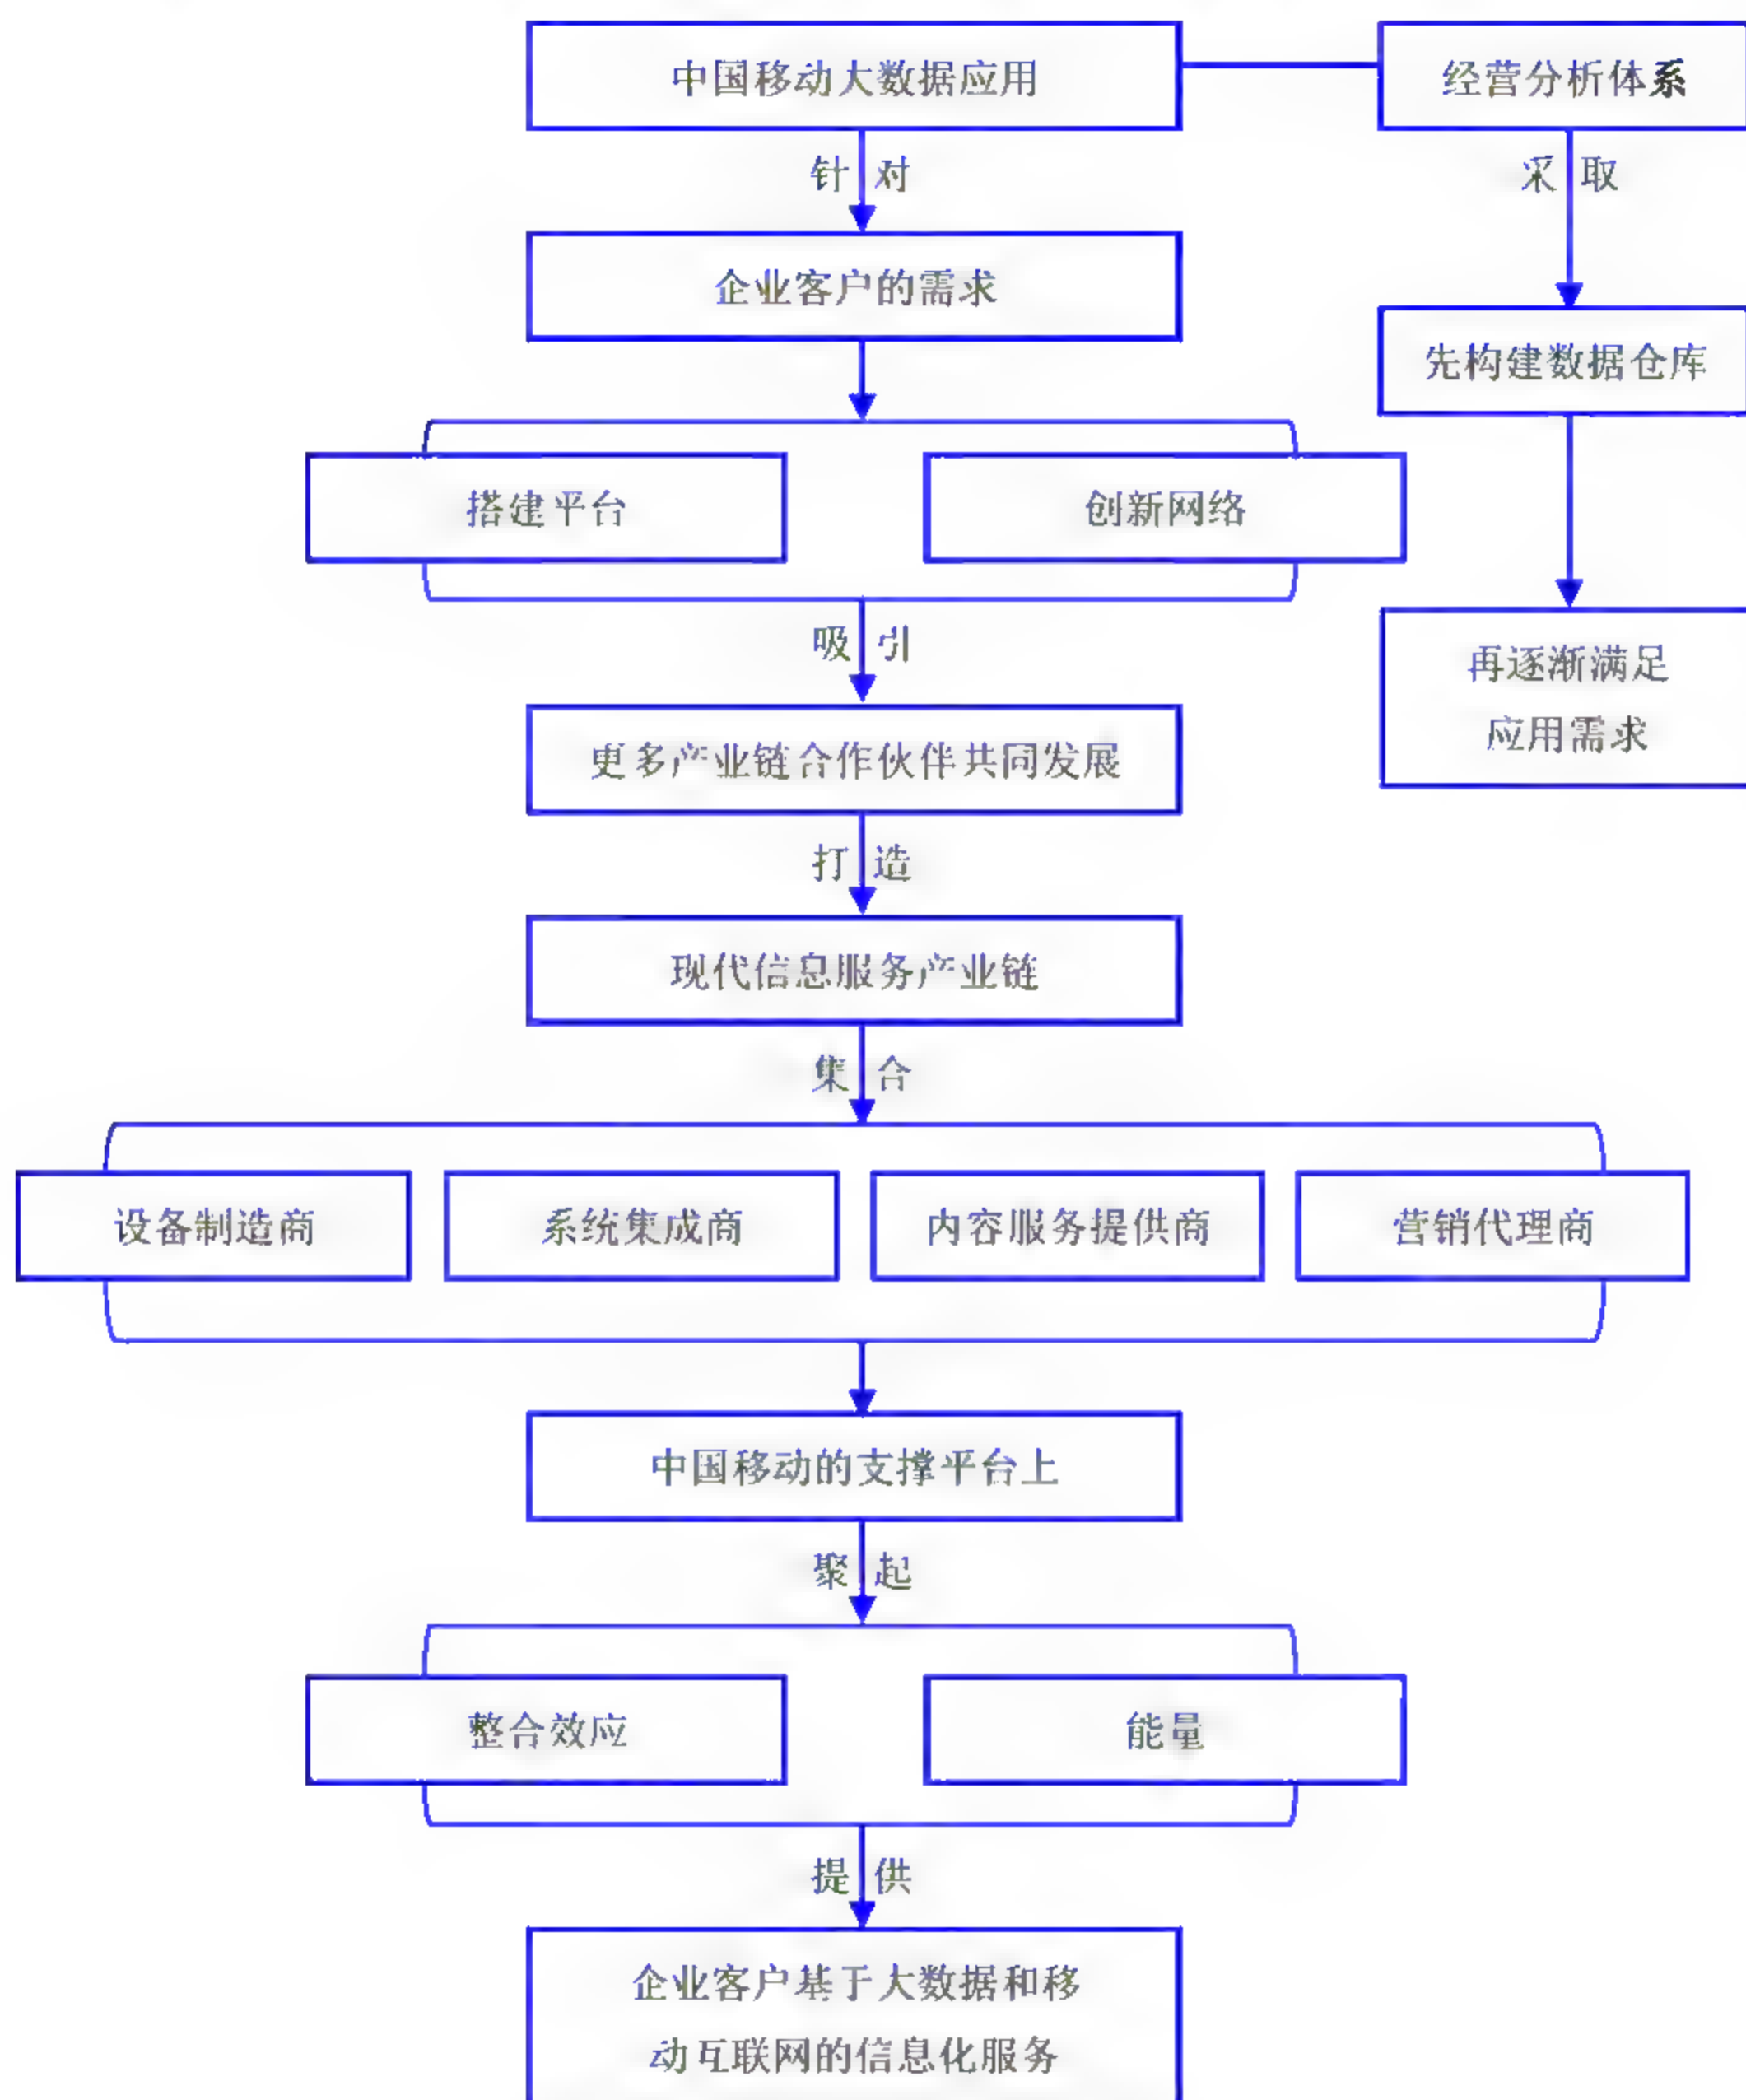 中国移动大数据应用
经营分析体系
针对
采取
企业客户的需求
先构建数据仓库
搭建平台
创新网络
吸引
再逐渐满足
应用需求
更多产业链合作伙伴共同发展
打造
现代信息服务产业链
集合
设备制造商
系统集成商
内容服务提供商
营销代理商
中国移动的支撑平台上
聚起
整合效应
能量
提供
企业客户基于大数据和移
动互联网的信息化服务